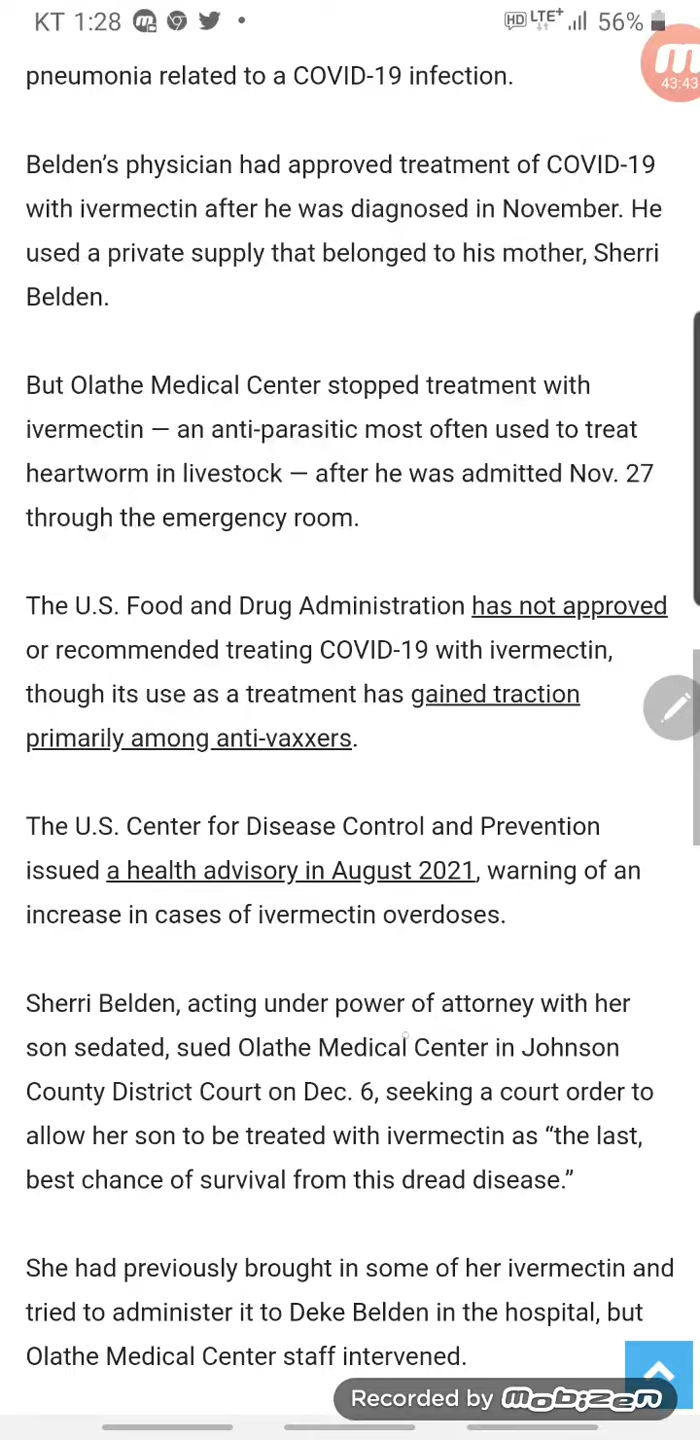 KT 1:28
HD LTE+ 56%
m
43:43
pneumonia related to a COVID-19 infection.
Belden’s physician had approved treatment of COVID-19
with ivermectin after he was diagnosed in November. He
used a private supply that belonged to his mother, Sherri
Belden.
But Olathe Medical Center stopped treatment with
ivermectin — an anti-parasitic most often used to treat
heartworm in livestock — after he was admitted Nov. 27
through the emergency room.
The U.S. Food and Drug Administration has not approved
or recommended treating COVID-19 with ivermectin,
though its use as a treatment has gained traction
primarily among anti-vaxxers.
The U.S. Center for Disease Control and Prevention
issued a health advisory in August 2021, warning of an
increase in cases of ivermectin overdoses.
Sherri Belden, acting under power of attorney with her
son sedated, sued Olathe Medical Center in Johnson
County District Court on Dec. 6, seeking a court order to
allow her son to be treated with ivermectin as “the last,
best chance of survival from this dread disease.”
She had previously brought in some of her ivermectin and
tried to administer it to Deke Belden in the hospital, but
Olathe Medical Center staff intervened.
Recorded by mobizen